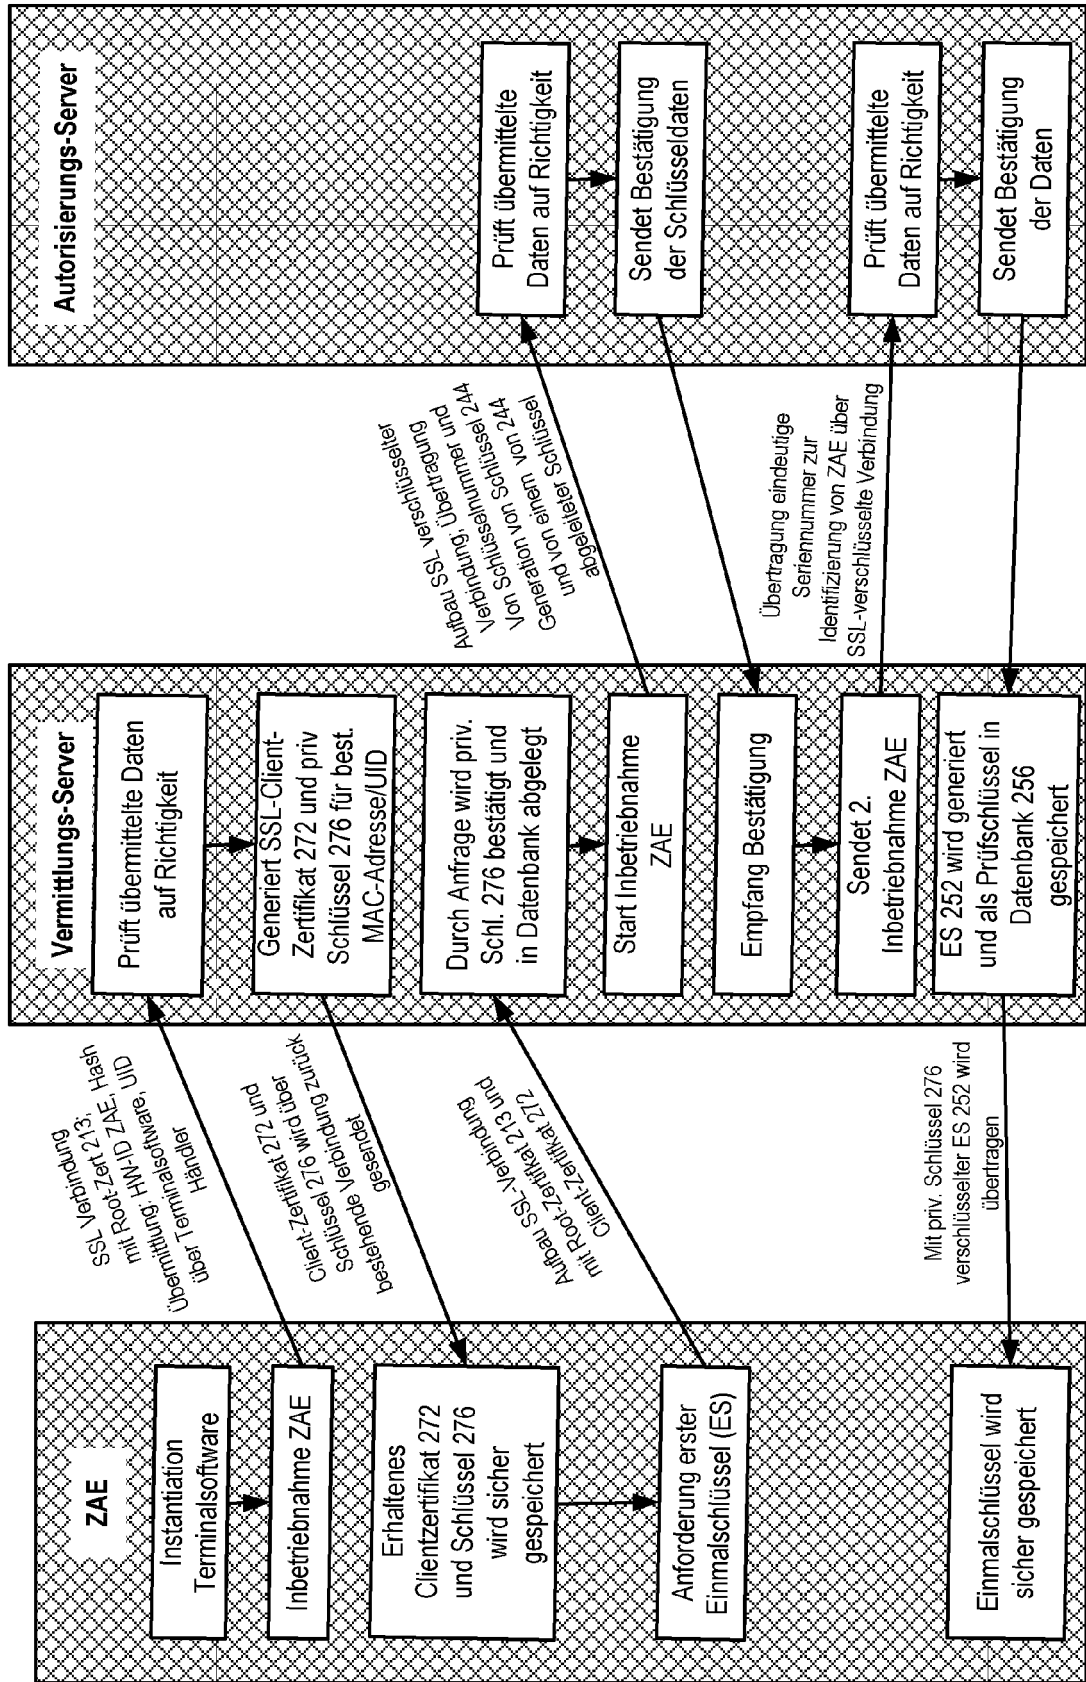 ZAE
Instantiation
Terminalsoftware
Inbetriebnahme ZAE
Erhaltenes
Clientzertifikat 272
und Schlüssel 276
wird sicher
gespeichert
Anforderung erster
Einmalschlüssel (ES)
Einmalschlüssel wird
sicher gespeichert
SSL Verbindung
mit Root-Zert 213;
Übermittlung: HW-ID ZAE, Hash
über Terminalsoftware, UID
Händler
Client-Zertifikat 272 und
Schlüssel 276 wird über
bestehende Verbindung zurück
gesendet
Aufbau SSL-Verbindung
mit Root-Zertifikat 213 und
Client-Zertifikat 272
Mit priv. Schlüssel 276
verschlüsselter ES 252 wird
übertragen
Vermittlungs-Server
Prüft übermittelte Daten
auf Richtigkeit
Generiert SSL-Client-
Zertifikat 272 und priv
Schlüssel 276 für best.
MAC-Adresse/UID
Durch Anfrage wird priv.
Schl. 276 bestätigt und
in Datenbank abgelegt
Start Inbetriebnahme
ZAE
Empfang Bestätigung
Sendet 2.
Inbetriebnahme ZAE
ES 252 wird generiert
und als Prüfschlüssel in
Datenbank 256
gespeichert
Aufbau SSL verschlüsselter
Verbindung, Übertragung
Von Schlüsselnummer und
Generation von Schlüssel 244
und von einem von 244
abgeleiteter Schlüssel
Übertragung eindeutige
Seriennummer zur
Identifizierung von ZAE über
SSL-verschlüsselte Verbindung
Autorisierungs-Server
Prüft übermittelte
Daten auf Richtigkeit
Sendet Bestätigung
der Schlüsseldaten
Prüft übermittelte
Daten auf Richtigkeit
Sendet Bestätigung
der Daten